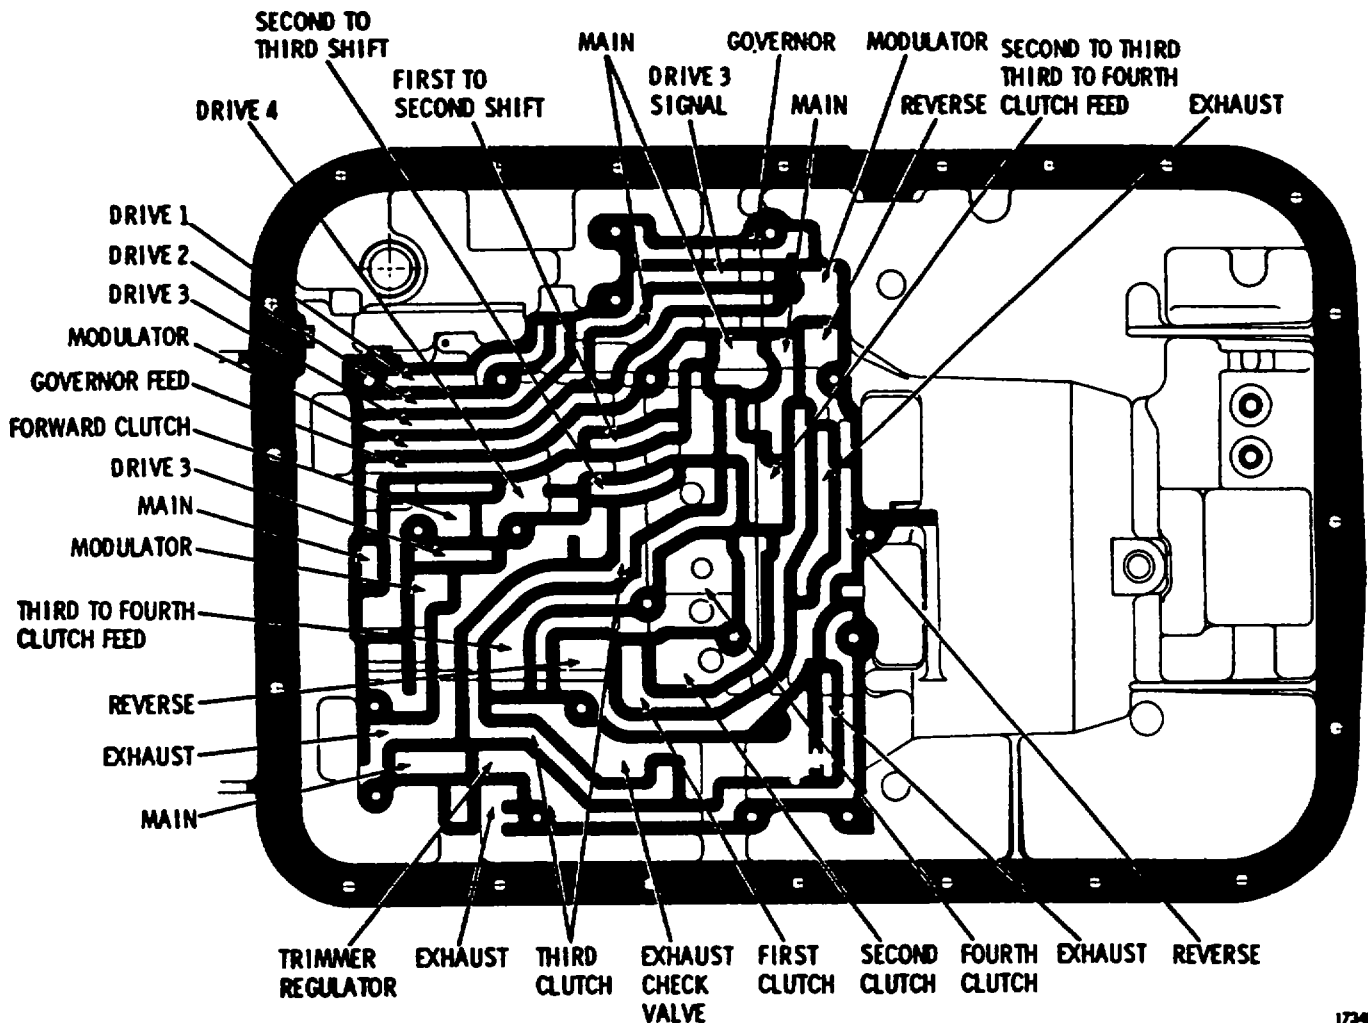 SECOND TO
THIRD SHIFT
MAIN
GOVERNOR
MODULATOR
SECOND TO THIRD
THIRD TO FOURTH
CLUTCH FEED
FIRST TO
SECOND SHIFT
DRIVE 3
SIGNAL
MAIN
REVERSE
EXHAUST
DRIVE 4
DRIVE 1
DRIVE 2
DRIVE 3
MODULATOR
GOVERNOR FEED
FORWARD CLUTCH
DRIVE 3
MAIN
MODULATOR
THIRD TO FOURTH
CLUTCH FEED
REVERSE
EXHAUST
MAIN
TRIMMER
REGULATOR
EXHAUST
THIRD
CLUTCH
EXHAUST
CHECK
VALVE
FIRST
CLUTCH
SECOND
CLUTCH
FOURTH
CLUTCH
EXHAUST
REVERSE